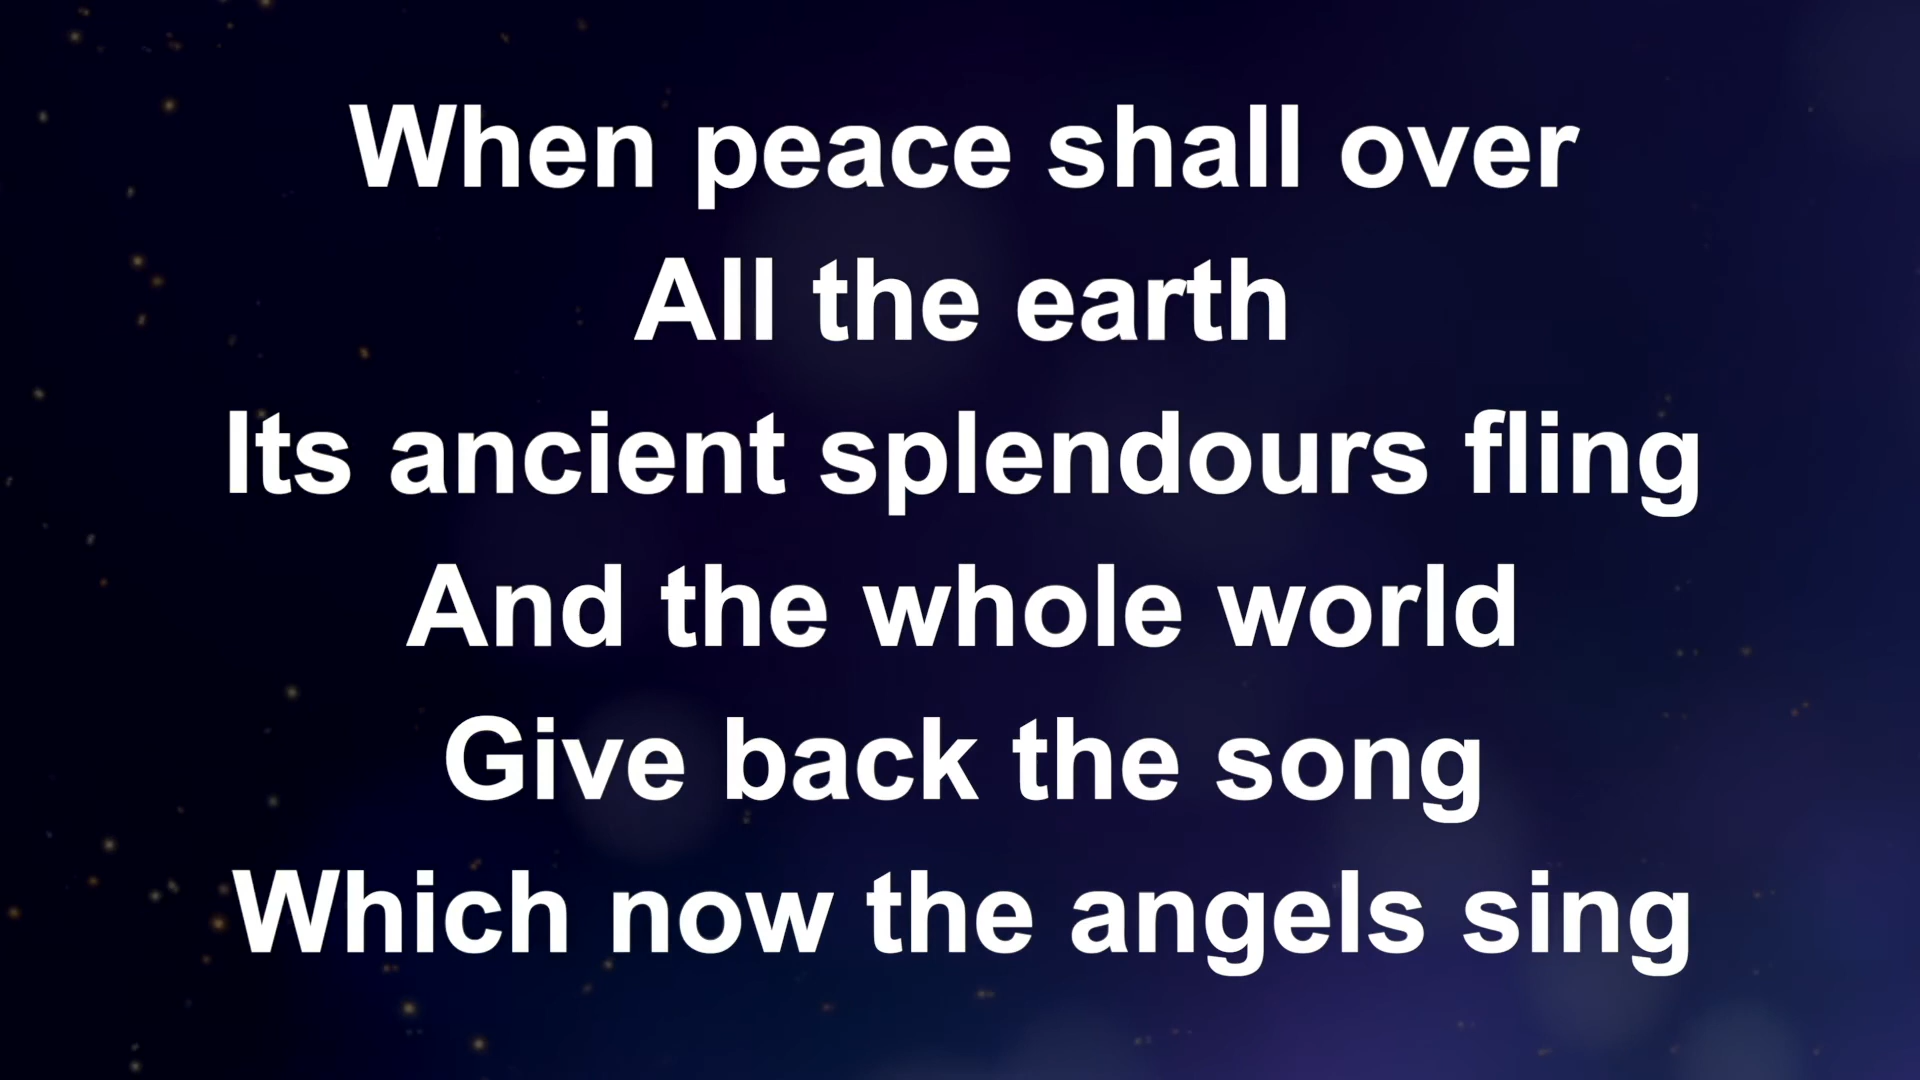 When peace shall over
All the earth
Its ancient splendours fling
And the whole world
Give back the song
Which now the angels sing